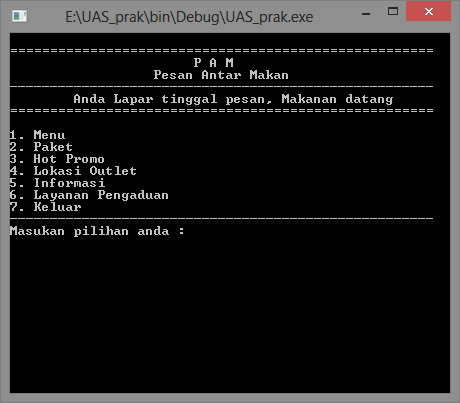 E:\UAS_prak\bin\Debug\UAS_prak.exe
=====================================================
P A M
Pesan Antar Makan
-----------------------------------------------------
Anda Lapar tinggal pesan, Makanan datang
=====================================================
1. Menu
2. Paket
3. Hot Promo
4. Lokasi Outlet
5. Informasi
6. Layanan Pengaduan
7. Keluar
-----------------------------------------------------
Masukan pilihan anda :